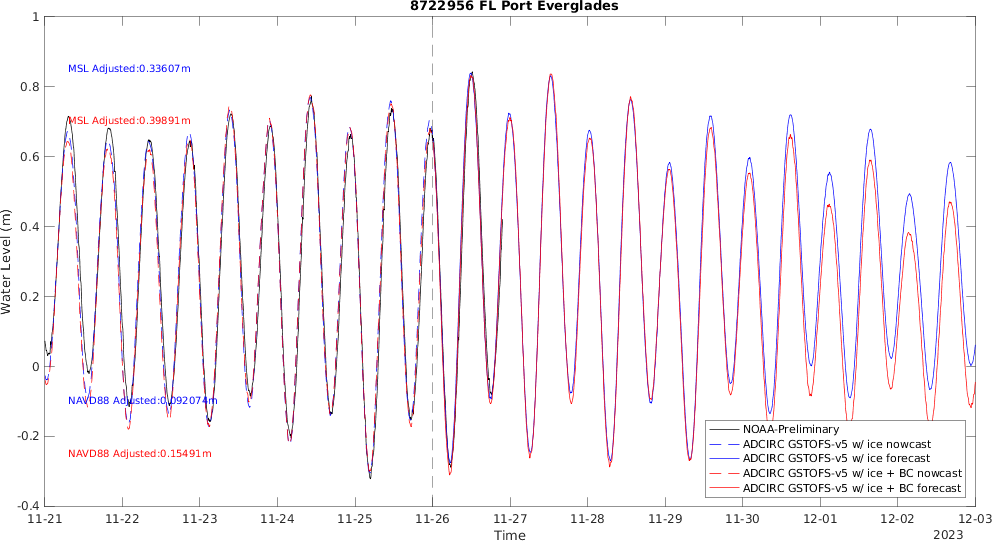 8722956 FL Port Everglades
1
MSL Adjusted:0.33607m
0.8
MSL Adjusted:0.39891m
0.6
Water Level (m)
0.4
0.2
0
NAVD88 Adjusted:0.092074m
-0.2
NAVD88 Adjusted:0.15491m
NOAA-Preliminary
ADCIRC GSTOFS-v5 w/ ice nowcast
ADCIRC GSTOFS-v5 w/ ice forecast
ADCIRC GSTOFS-v5 w/ ice + BC nowcast
ADCIRC GSTOFS-v5 w/ ice + BC forecast
-0.4
11-21 11-22 11-23 11-24 11-25 11-26 11-27 11-28 11-29 11-30 12-01 12-02 12-03
Time
2023